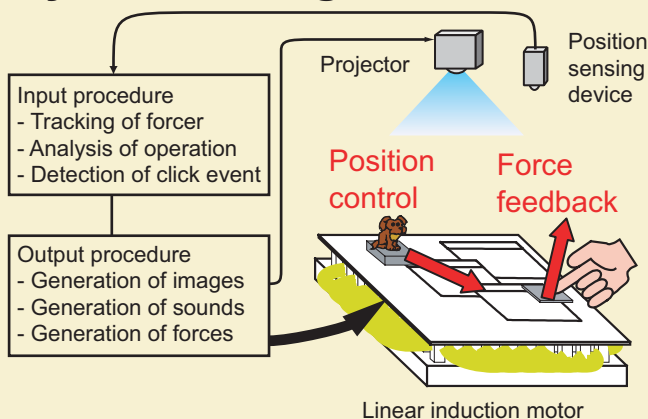 Projector
Position
sensing
device
Input procedure
- Tracking of forcer
- Analysis of operation
- Detection of click event
Position
control
Force
feedback
Output procedure
- Generation of images
- Generation of sounds
- Generation of forces
Linear induction motor